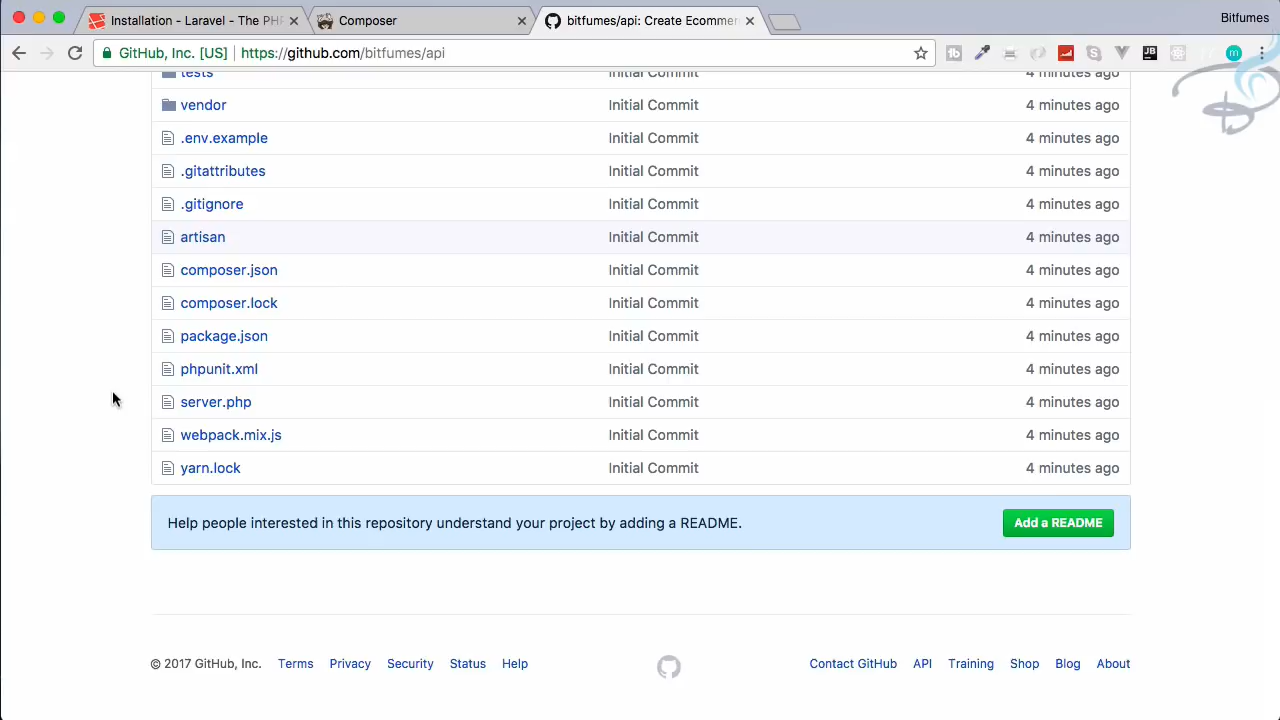 Installation - Laravel - The PH
Composer
bitfumes/api: Create Ecommer
Bitfumes
GitHub, Inc. [US]
https://github.com/bitfumes/api
tests Initial Commit 4 minutes ago
vendor Initial Commit 4 minutes ago
.env.example Initial Commit 4 minutes ago
.gitattributes Initial Commit 4 minutes ago
.gitignore Initial Commit 4 minutes ago
artisan Initial Commit 4 minutes ago
composer.json Initial Commit 4 minutes ago
composer.lock Initial Commit 4 minutes ago
package.json Initial Commit 4 minutes ago
phpunit.xml Initial Commit 4 minutes ago
server.php Initial Commit 4 minutes ago
webpack.mix.js Initial Commit 4 minutes ago
yarn.lock Initial Commit 4 minutes ago
Help people interested in this repository understand your project by adding a README.
Add a README
© 2017 GitHub, Inc. Terms Privacy Security Status Help
Contact GitHub API Training Shop Blog About